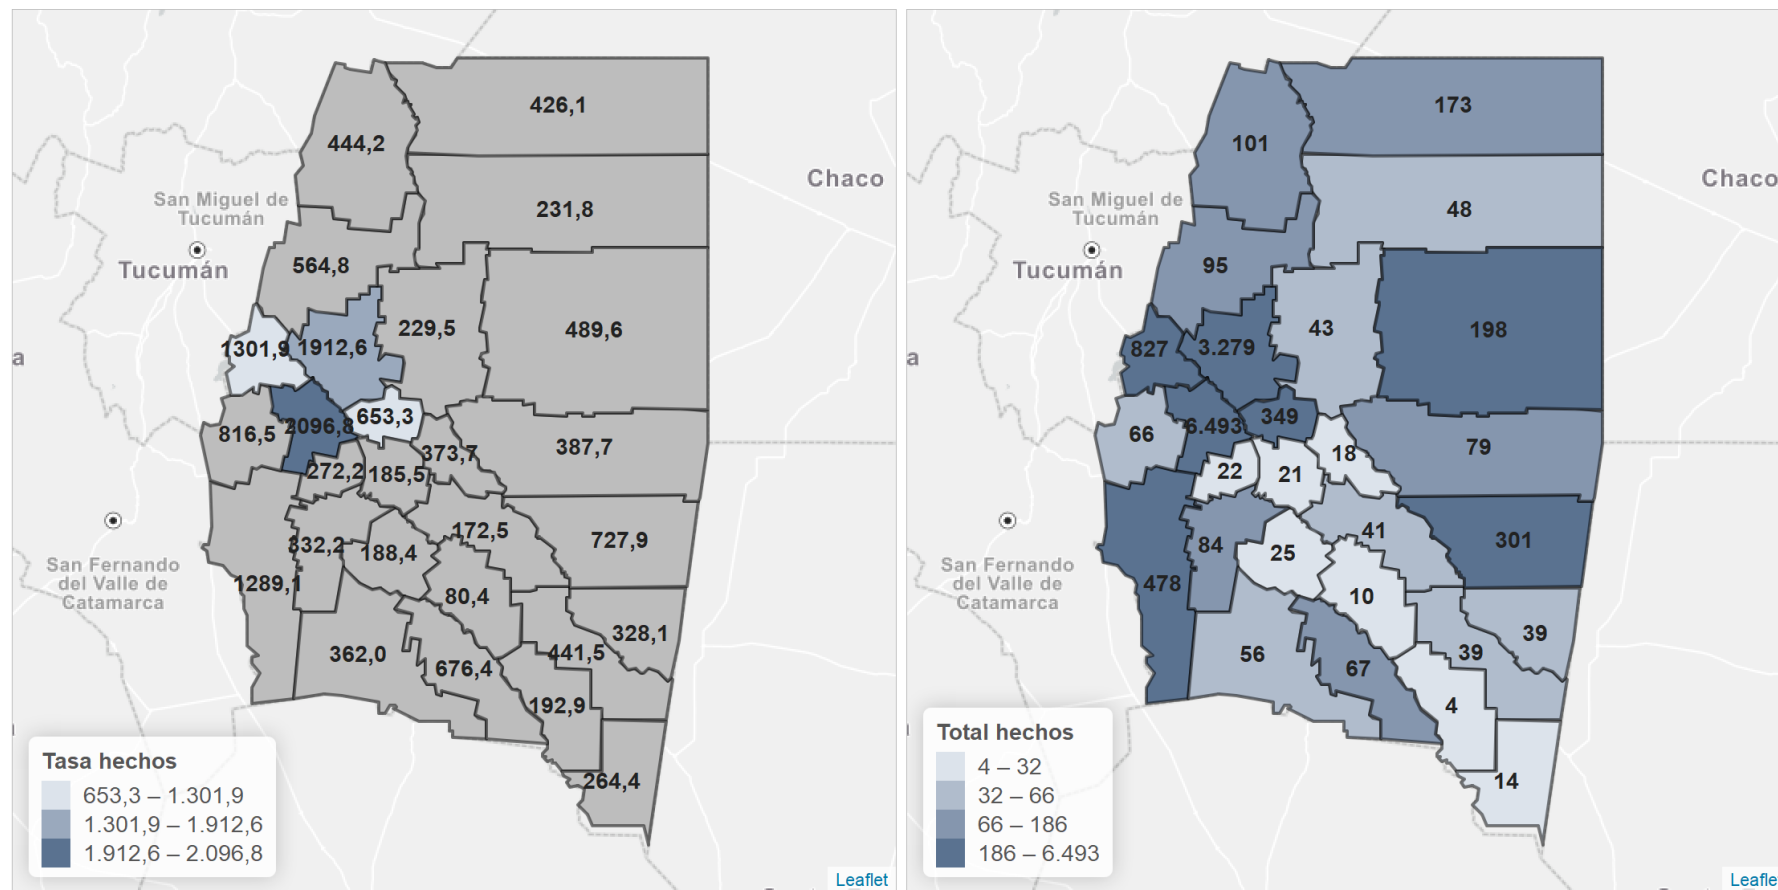 426,1
444,2
Chaco
San Miguel de
Tucumán
231,8
Tucumán
564,8
229,5
489,6
1301,9
1912,6
a
653,3
2096,8
816,5
373,7
387,7
272,2
185,5
172,5
727,9
332,2
188,4
San Fernando
del Valle de
Catamarca
1289,1
80,4
328,1
362,0
441,5
676,4
192,9
264,4
Tasa hechos
653,3 – 1.301,9
1.301,9 – 1.912,6
1.912,6 – 2.096,8
Leaflet
173
101
Chaco
San Miguel de
Tucumán
48
Tucumán
95
43
198
827
3.279
a
349
6.493
66
18
79
22
21
41
301
84
25
San Fernando
del Valle de
Catamarca
478
10
39
56
39
67
4
14
Total hechos
4 – 32
32 – 66
66 – 186
186 – 6.493